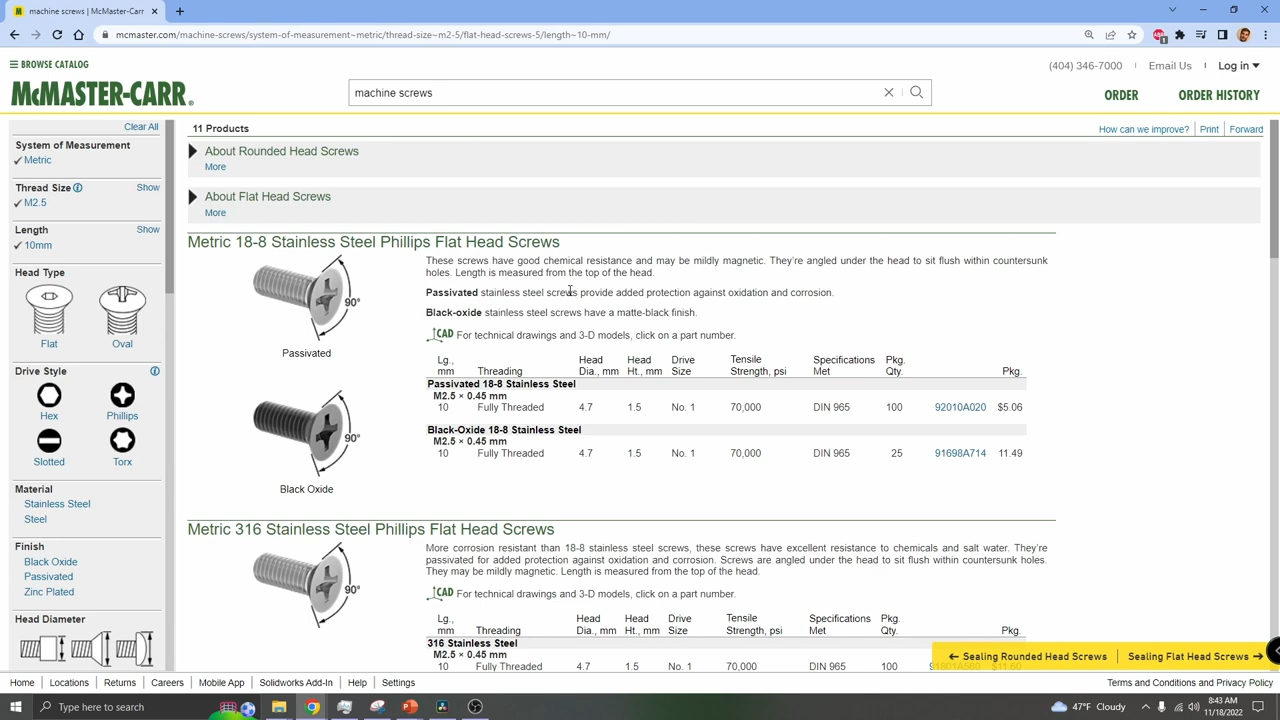 machine screws | McMaster-Carr
mcmaster.com/machine-screws/system-of-measurement~metric/thread-size~m2-5/flat-head-screws-5/length~10-mm/
BROWSE CATALOG
(404) 346-7000
Email Us
Log in
McMASTER-CARR®
machine screws
ORDER
ORDER HISTORY
Clear All
11 Products
How can we improve?
Print
Forward
System of Measurement
Metric
Thread Size
Show
M2.5
Length
Show
10mm
Head Type
Flat
Oval
Drive Style
Hex
Phillips
Slotted
Torx
Material
Stainless Steel
Steel
Finish
Black Oxide
Passivated
Zinc Plated
Head Diameter
About Rounded Head Screws
More
About Flat Head Screws
More
Metric 18-8 Stainless Steel Phillips Flat Head Screws
90°
Passivated
90°
Black Oxide
These screws have good chemical resistance and may be mildly magnetic. They're angled under the head to sit flush within countersunk
holes. Length is measured from the top of the head.
Passivated stainless steel screws provide added protection against oxidation and corrosion.
Black-oxide stainless steel screws have a matte-black finish.
CAD For technical drawings and 3-D models, click on a part number.
Lg., mm Threading Head Dia., mm Head Ht., mm Drive Size Tensile Strength, psi Specifications Met Pkg. Qty. Pkg.
Passivated 18-8 Stainless Steel
M2.5 × 0.45 mm
10 Fully Threaded 4.7 1.5 No. 1 70,000 DIN 965 100 92010A020 $5.06
Black-Oxide 18-8 Stainless Steel
M2.5 × 0.45 mm
10 Fully Threaded 4.7 1.5 No. 1 70,000 DIN 965 25 91698A714 11.49
Metric 316 Stainless Steel Phillips Flat Head Screws
90°
More corrosion resistant than 18-8 stainless steel screws, these screws have excellent resistance to chemicals and salt water. They're
passivated for added protection against oxidation and corrosion. Screws are angled under the head to sit flush within countersunk holes.
They may be mildly magnetic. Length is measured from the top of the head.
CAD For technical drawings and 3-D models, click on a part number.
Lg., mm Threading Head Dia., mm Head Ht., mm Drive Size Tensile Strength, psi Specifications Met Pkg. Qty. Pkg.
316 Stainless Steel
M2.5 × 0.45 mm
10 Fully Threaded 4.7 1.5 No. 1 70,000 DIN 965 100
Sealing Rounded Head Screws
Sealing Flat Head Screws
Home
Locations
Returns
Careers
Mobile App
Solidworks Add-In
Help
Settings
Terms and Conditions and Privacy Policy
Type here to search
47°F Cloudy
8:43 AM
11/18/2022